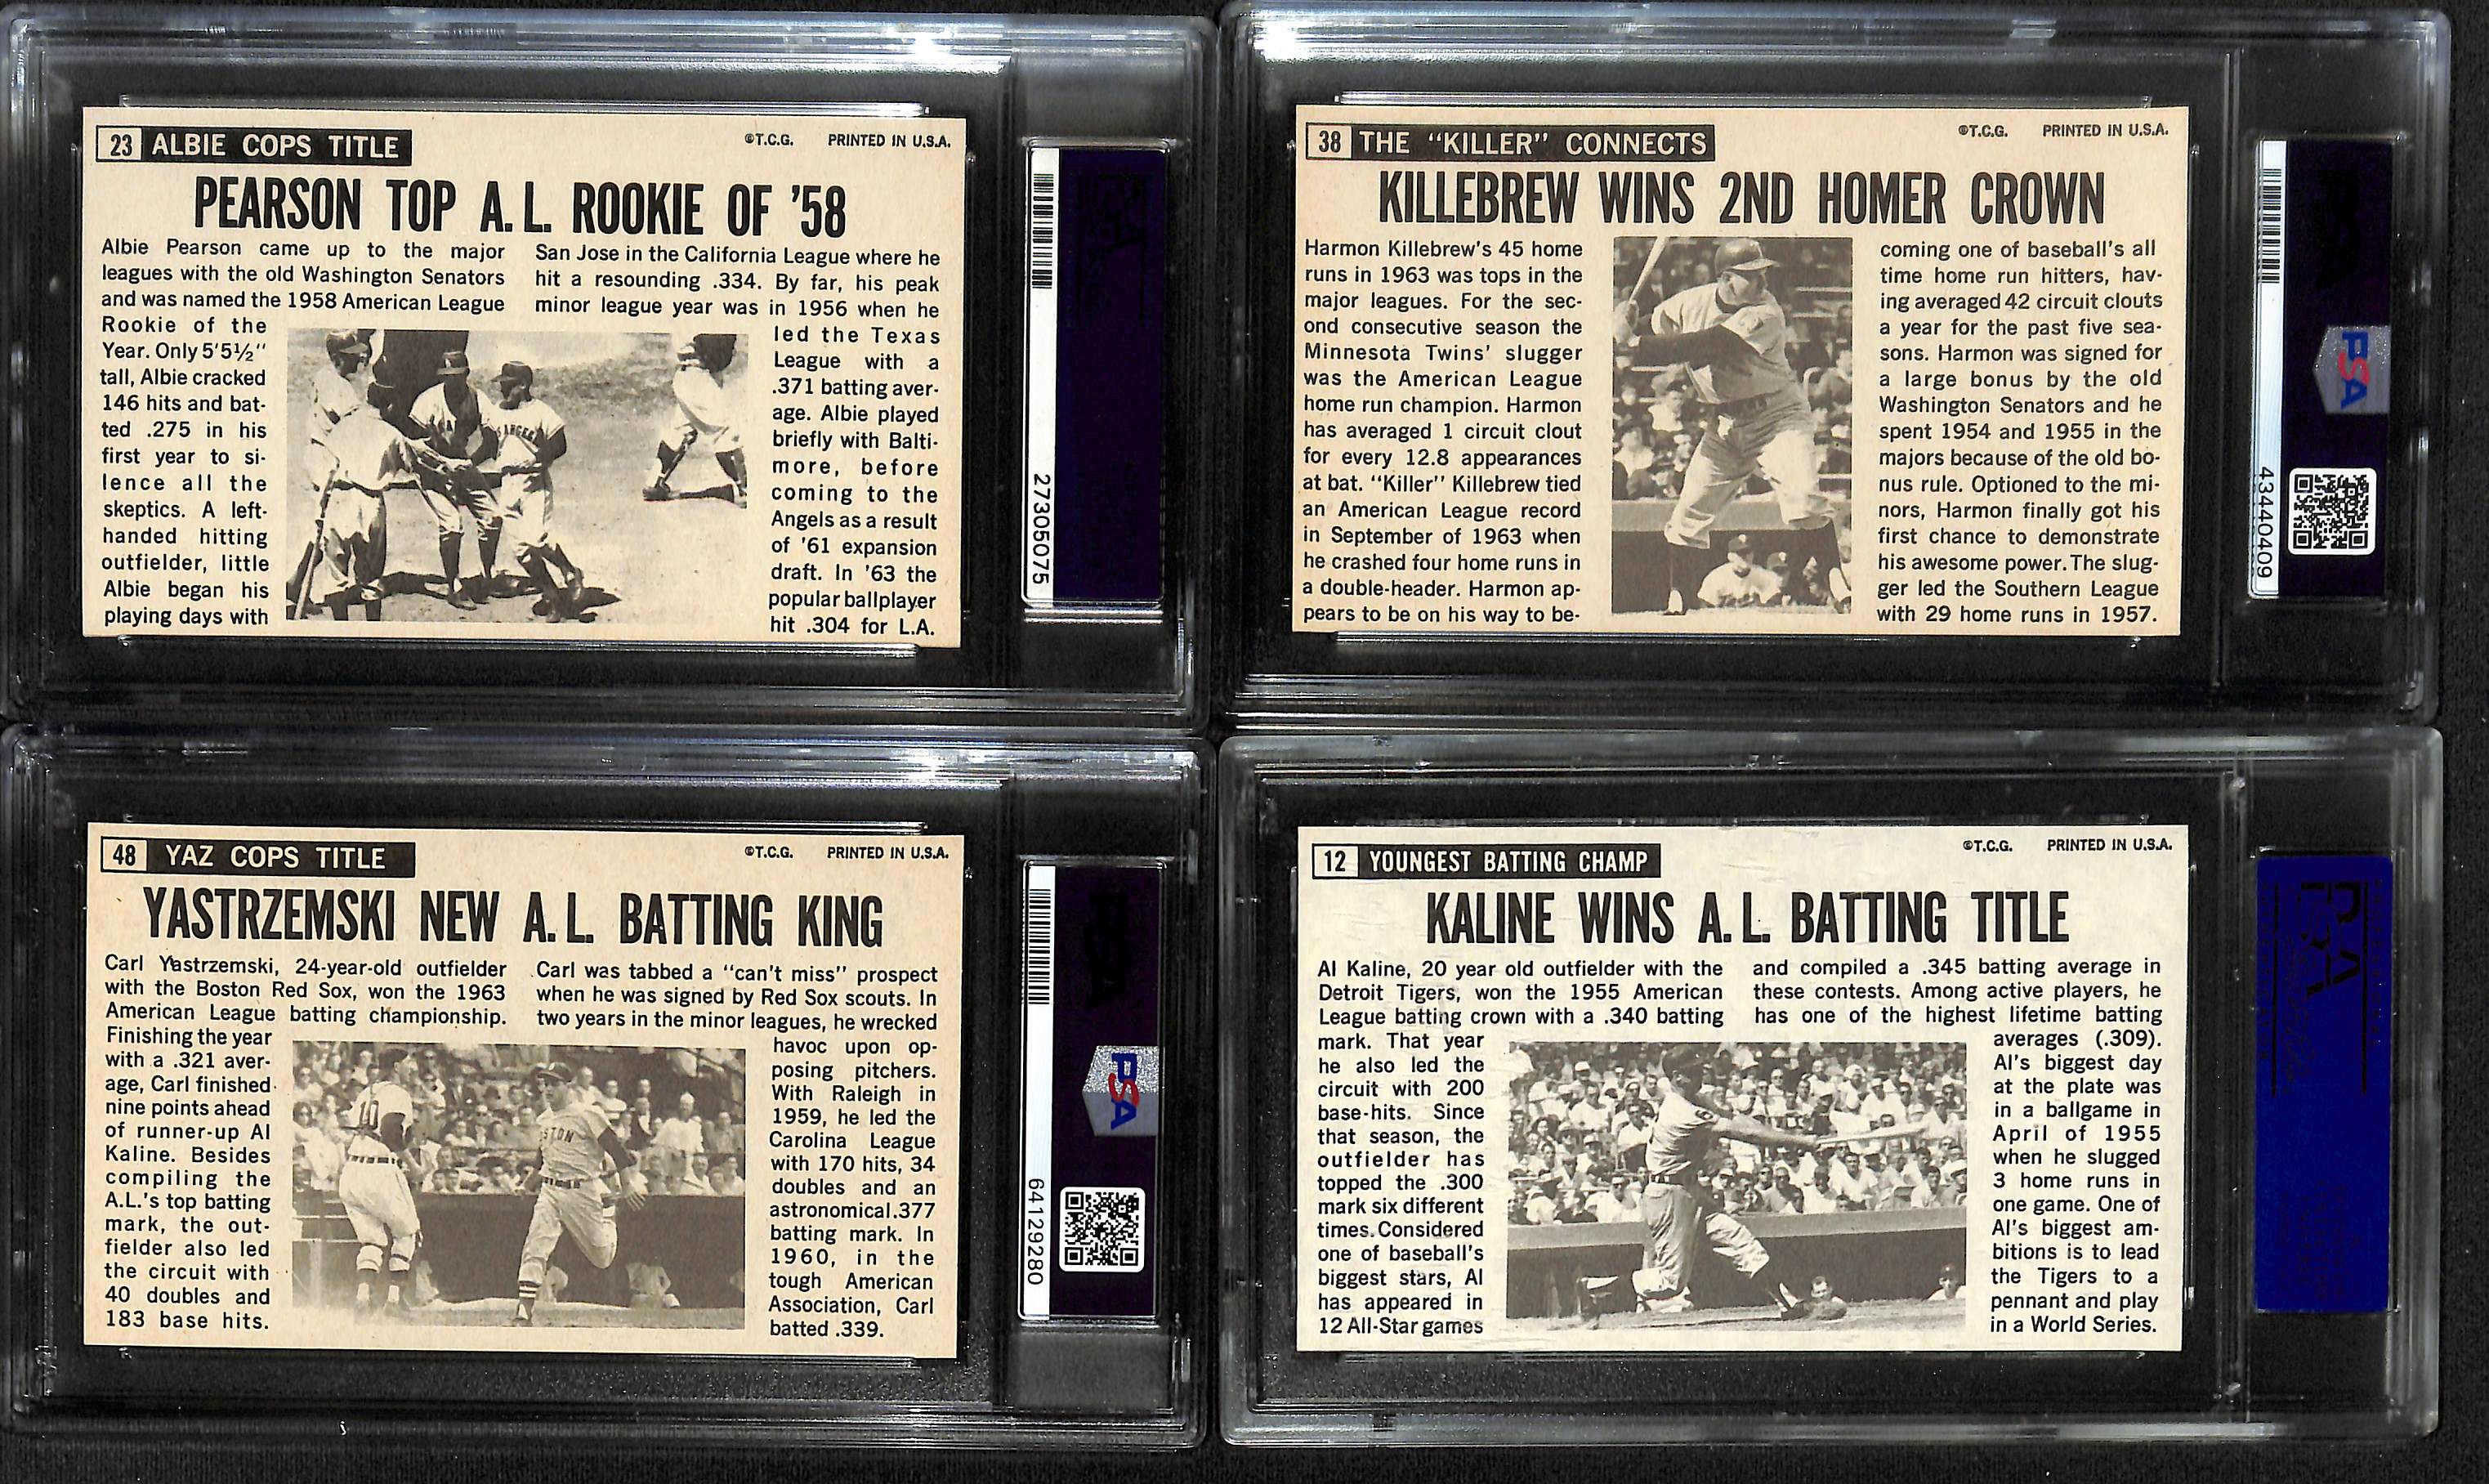 23 ALBIE COPS TITLE
©T.C.G. PRINTED IN U.S.A.
PEARSON TOP A.L. ROOKIE OF '58
Albie Pearson came up to the major
leagues with the old Washington Senators
and was named the 1958 American League
Rookie of the
Year. Only 5'5½"
tall, Albie cracked
146 hits and bat-
ted .275 in his
first year to si-
lence all the
skeptics. A left-
handed hitting
outfielder, little
Albie began his
playing days with
San Jose in the California League where he
hit a resounding .334. By far, his peak
minor league year was in 1956 when he
led the Texas
League with a
.371 batting aver-
age. Albie played
briefly with Balti-
more, before
coming to the
Angels as a result
of '61 expansion
draft. In '63 the
popular ballplayer
hit .304 for L.A.
27305075
38 THE "KILLER" CONNECTS
©T.C.G. PRINTED IN U.S.A.
KILLEBREW WINS 2ND HOMER CROWN
Harmon Killebrew's 45 home
runs in 1963 was tops in the
major leagues. For the sec-
ond consecutive season the
Minnesota Twins' slugger
was the American League
home run champion. Harmon
has averaged 1 circuit clout
for every 12.8 appearances
at bat. "Killer" Killebrew tied
an American League record
in September of 1963 when
he crashed four home runs in
a double-header. Harmon ap-
pears to be on his way to be-
coming one of baseball's all
time home run hitters, hav-
ing averaged 42 circuit clouts
a year for the past five sea-
sons. Harmon was signed for
a large bonus by the old
Washington Senators and he
spent 1954 and 1955 in the
majors because of the old bo-
nus rule. Optioned to the mi-
nors, Harmon finally got his
first chance to demonstrate
his awesome power. The slug-
ger led the Southern League
with 29 home runs in 1957.
PSA
43440409
48 YAZ COPS TITLE
©T.C.G. PRINTED IN U.S.A.
YASTRZEMSKI NEW A.L. BATTING KING
Carl Yastrzemski, 24-year-old outfielder
with the Boston Red Sox, won the 1963
American League batting championship.
Finishing the year
with a .321 aver-
age, Carl finished
nine points ahead
of runner-up Al
Kaline. Besides
compiling the
A.L.'s top batting
mark, the out-
fielder also led
the circuit with
40 doubles and
183 base hits.
Carl was tabbed a "can't miss" prospect
when he was signed by Red Sox scouts. In
two years in the minor leagues, he wrecked
havoc upon op-
posing pitchers.
With Raleigh in
1959, he led the
Carolina League
with 170 hits, 34
doubles and an
astronomical .377
batting mark. In
1960, in the
tough American
Association, Carl
batted .339.
10
STON
PSA
64129280
12 YOUNGEST BATTING CHAMP
©T.C.G. PRINTED IN U.S.A.
KALINE WINS A.L. BATTING TITLE
Al Kaline, 20 year old outfielder with the
Detroit Tigers, won the 1955 American
League batting crown with a .340 batting
mark. That year
he also led the
circuit with 200
base-hits. Since
that season, the
outfielder has
topped the .300
mark six different
times. Considered
one of baseball's
biggest stars, Al
has appeared in
12 All-Star games
and compiled a .345 batting average in
these contests. Among active players, he
has one of the highest lifetime batting
averages (.309).
Al's biggest day
at the plate was
in a ballgame in
April of 1955
when he slugged
3 home runs in
one game. One of
Al's biggest am-
bitions is to lead
the Tigers to a
pennant and play
in a World Series.